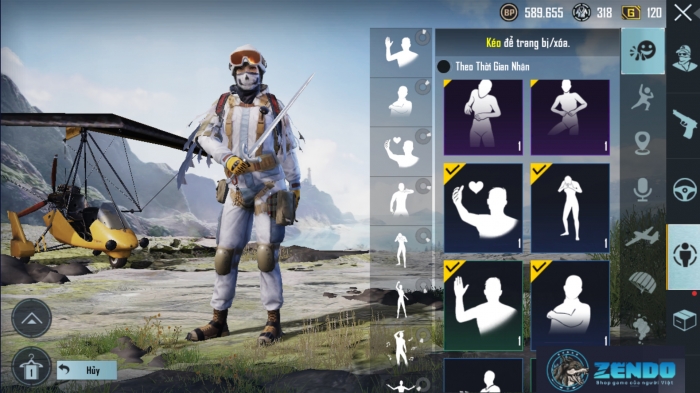 BP 589.655 318 G 120
Kéo để trang bị/xóa.
Theo Thời Gian Nhận
1
1
1
1
1
1
1
Hủy
ZENDO
Shop game của người Việt